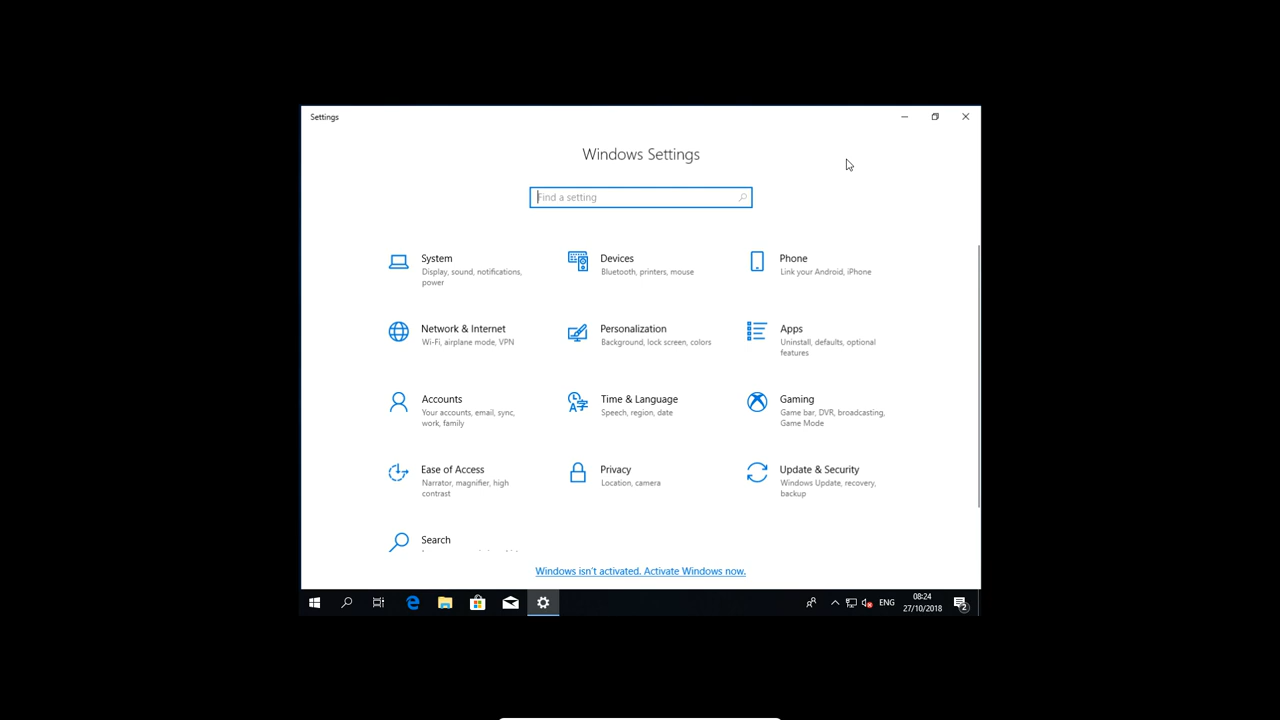 Settings
Windows Settings
Find a setting
System
Display, sound, notifications,
power
Devices
Bluetooth, printers, mouse
Phone
Link your Android, iPhone
Network & Internet
Wi-Fi, airplane mode, VPN
Personalization
Background, lock screen, colors
Apps
Uninstall, defaults, optional
features
Accounts
Your accounts, email, sync,
work, family
Time & Language
Speech, region, date
Gaming
Game bar, DVR, broadcasting,
Game Mode
Ease of Access
Narrator, magnifier, high
contrast
Privacy
Location, camera
Update & Security
Windows Update, recovery,
backup
Search
Windows isn't activated. Activate Windows now.
ENG
08:24
27/10/2018
2